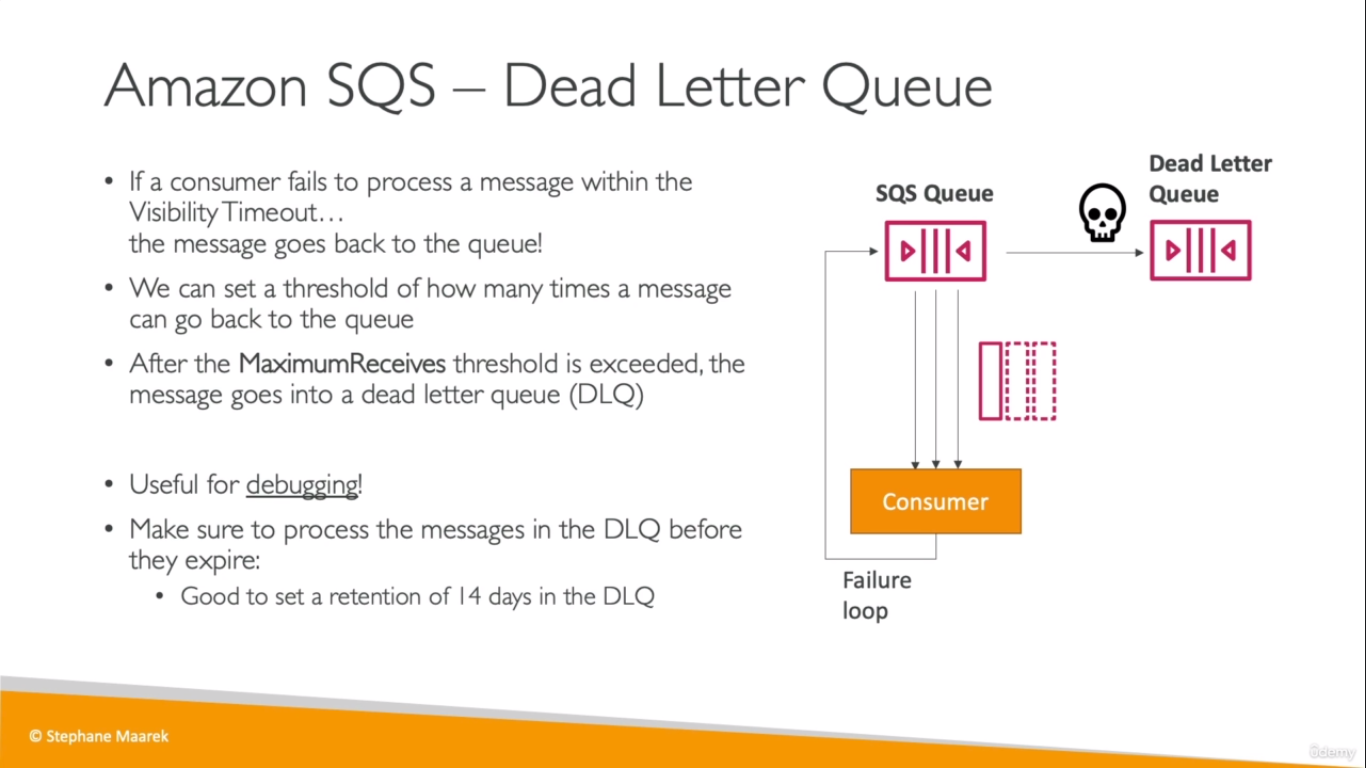 Amazon SQS – Dead Letter Queue
• If a consumer fails to process a message within the
Visibility Timeout…
the message goes back to the queue!
• We can set a threshold of how many times a message
can go back to the queue
• After the MaximumReceives threshold is exceeded, the
message goes into a dead letter queue (DLQ)
• Useful for debugging!
• Make sure to process the messages in the DLQ before
they expire:
• Good to set a retention of 14 days in the DLQ
SQS Queue
Dead Letter
Queue
Consumer
Failure
loop
© Stephane Maarek
ûdemy